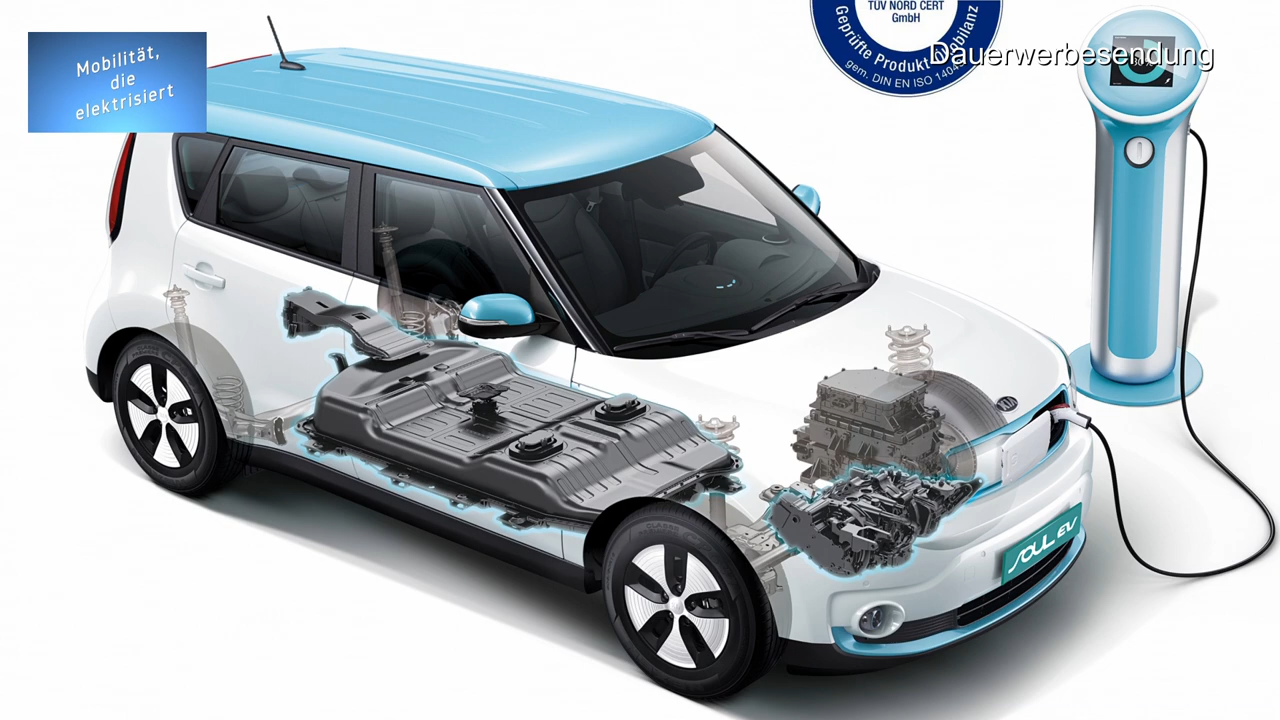 Mobilität,
die
elektrisiert
TÜV NORD CERT
GmbH
Geprüfte Produkt
gem. DIN EN ISO
Dauerwerbesendung
SOUL EV